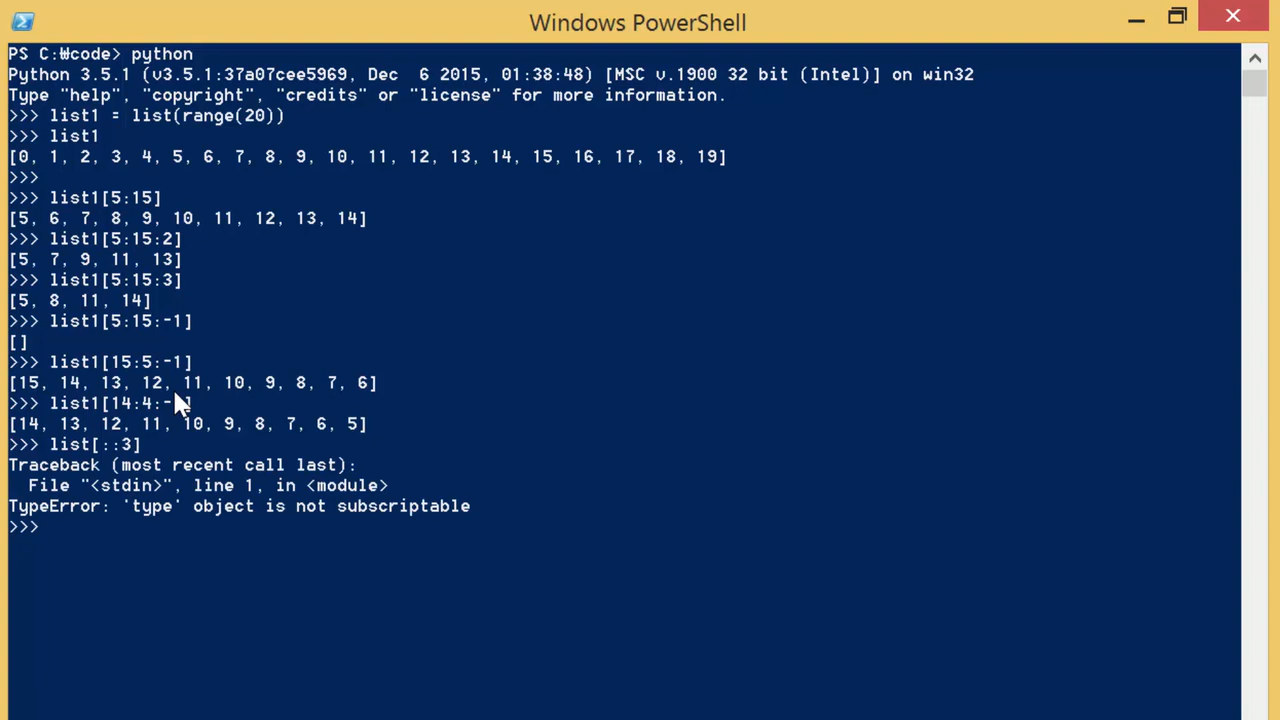 Windows PowerShell
PS C:₩code> python
Python 3.5.1 (v3.5.1:37a07cee5969, Dec  6 2015, 01:38:48) [MSC v.1900 32 bit (Intel)] on win32
Type "help", "copyright", "credits" or "license" for more information.
>>> list1 = list(range(20))
>>> list1
[0, 1, 2, 3, 4, 5, 6, 7, 8, 9, 10, 11, 12, 13, 14, 15, 16, 17, 18, 19]
>>>
>>> list1[5:15]
[5, 6, 7, 8, 9, 10, 11, 12, 13, 14]
>>> list1[5:15:2]
[5, 7, 9, 11, 13]
>>> list1[5:15:3]
[5, 8, 11, 14]
>>> list1[5:15:-1]
[]
>>> list1[15:5:-1]
[15, 14, 13, 12, 11, 10, 9, 8, 7, 6]
>>> list1[14:4:-]
[14, 13, 12, 11, 10, 9, 8, 7, 6, 5]
>>> list[::3]
Traceback (most recent call last):
  File "<stdin>", line 1, in <module>
TypeError: 'type' object is not subscriptable
>>>